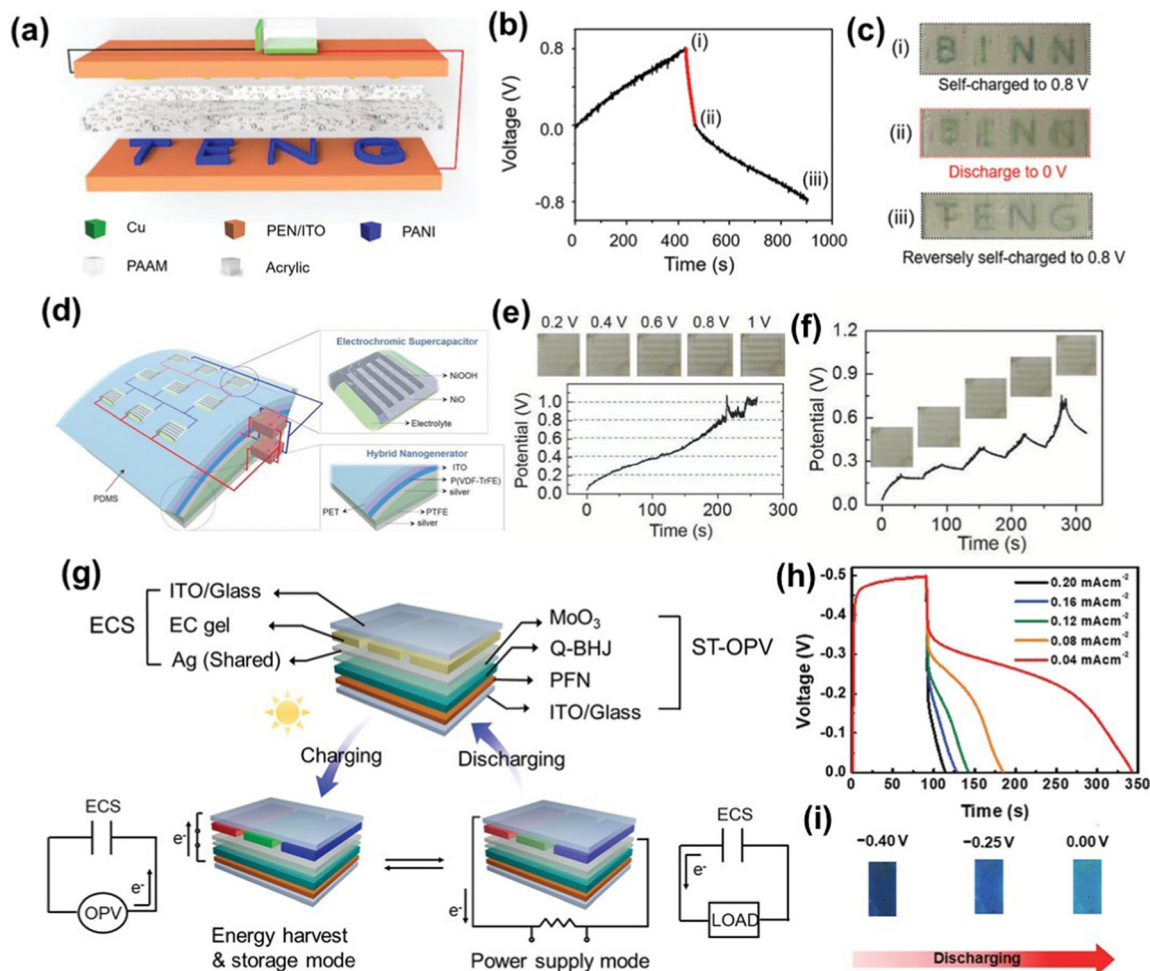 (a)
T E N G
Cu
PEN/ITO
PANI
PAAM
Acrylic
(b)
Voltage (V)
0.8
0.0
-0.8
(i)
(ii)
(iii)
0 200 400 600 800 1000
Time (s)
(c)
(i)
B I N N
Self-charged to 0.8 V
(ii)
B E N G
Discharge to 0 V
(iii)
T E N G
Reversely self-charged to 0.8 V
(d)
Electrochromic Supercapacitor
NiOOH
NiO
Electrolyte
Hybrid Nanogenerator
ITO
P(VDF-TrFE)
silver
PET
PTFE
silver
PDMS
(e)
0.2 V 0.4 V 0.6 V 0.8 V 1 V
Potential (V)
1.0
0.8
0.6
0.4
0.2
0.0
0 50 100 150 200 250 300
Time (s)
(f)
Potential (V)
1.2
0.9
0.6
0.3
0.0
0 100 200 300
Time (s)
(g)
ECS
ITO/Glass
EC gel
Ag (Shared)
MoO3
Q-BHJ
PFN
ITO/Glass
ST-OPV
Charging
Discharging
ECS
e-
OPV
e-
Energy harvest
& storage mode
e-
Power supply mode
ECS
e-
LOAD
(h)
Voltage (V)
-0.5
-0.4
-0.3
-0.2
-0.1
0.0
0.20 mAcm-2
0.16 mAcm-2
0.12 mAcm-2
0.08 mAcm-2
0.04 mAcm-2
0 50 100 150 200 250 300 350
Time (s)
(i)
−0.40 V −0.25 V 0.00 V
Discharging